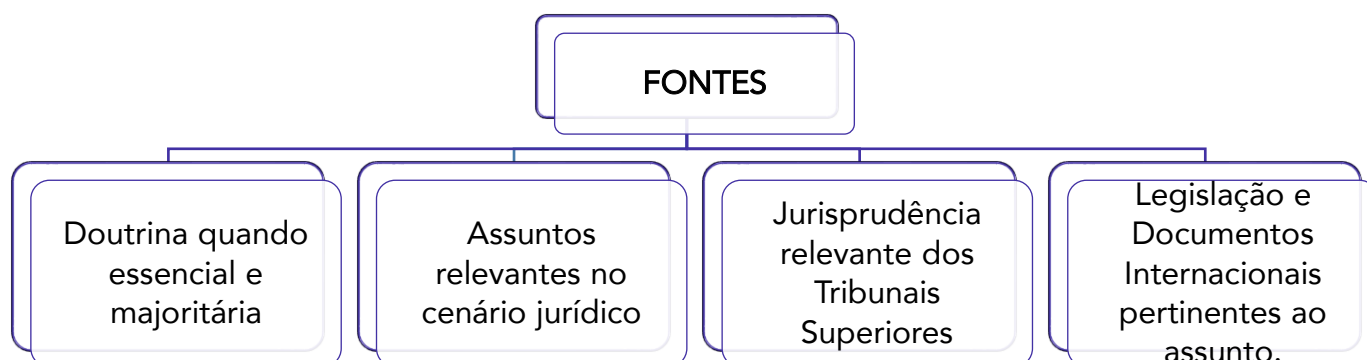 FONTES
Doutrina quando
essencial e
majoritária
Assuntos
relevantes no
cenário jurídico
Jurisprudência
relevante dos
Tribunais
Superiores
Legislação e
Documentos
Internacionais
pertinentes ao
assunto.